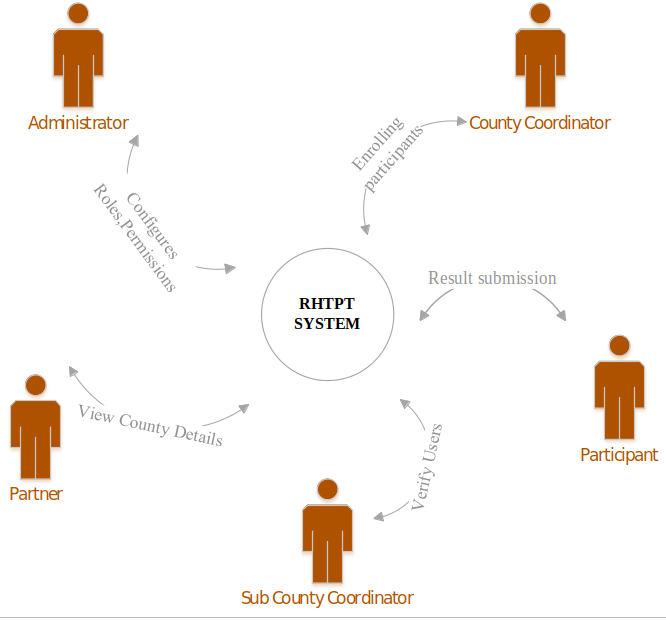 Administrator
County Coordinator
Enrolling
participants
Configures
Roles,Permissions
Result submission
RHTPT
SYSTEM
View County Details
Verify Users
Participant
Partner
Sub County Coordinator